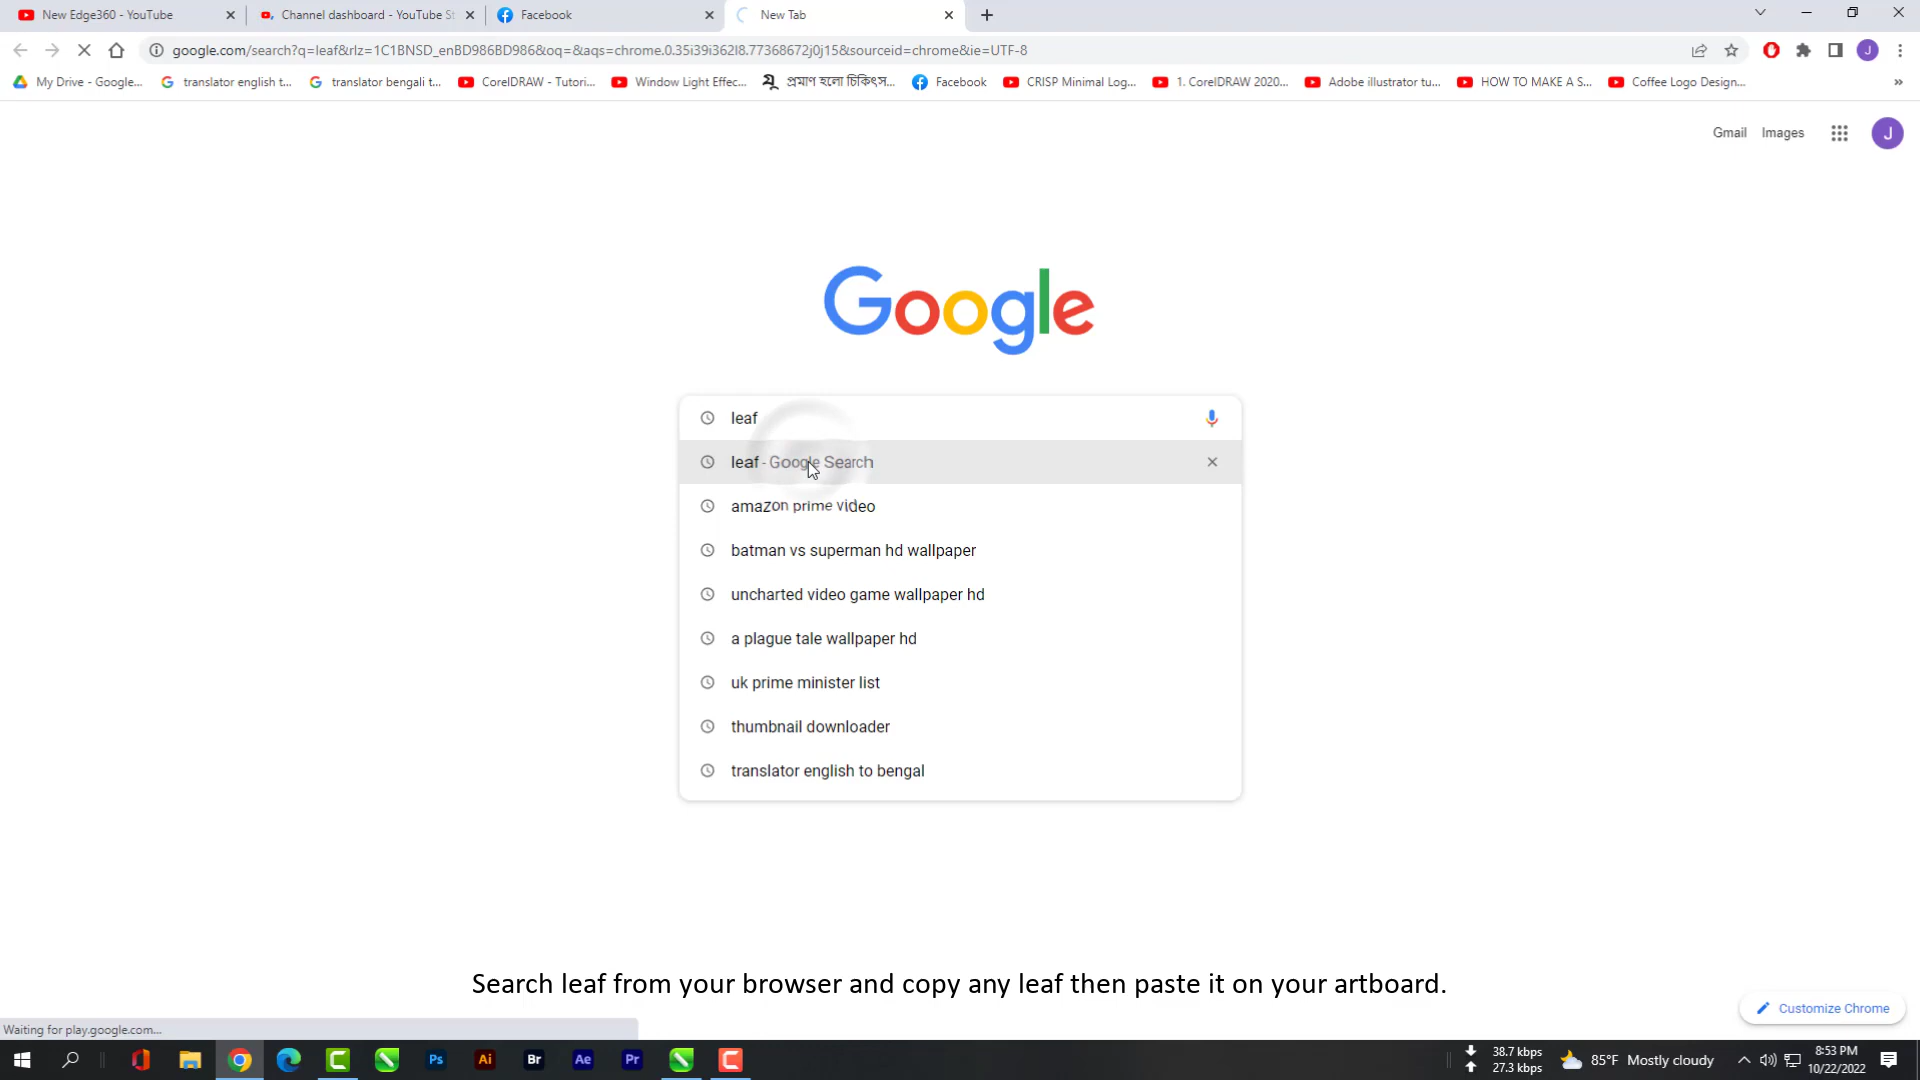 New Edge360 - YouTube
Channel dashboard - YouTube St
Facebook
New Tab
google.com/search?q=leaf&rlz=1C1BNSD_enBD986BD986&oq=&aqs=chrome.0.35i39i362l8.77368672j0j15&sourceid=chrome&ie=UTF-8
My Drive - Google...
translator english t...
translator bengali t...
CorelDRAW - Tutori...
Window Light Effec...
প্রমাণ হলো চিকিৎস...
Facebook
CRISP Minimal Log...
1. CorelDRAW 2020...
Adobe illustrator tu...
HOW TO MAKE A S...
Coffee Logo Design...
»
Gmail Images
J
Google
leaf
leaf - Google Search
amazon prime video
batman vs superman hd wallpaper
uncharted video game wallpaper hd
a plague tale wallpaper hd
uk prime minister list
thumbnail downloader
translator english to bengal
Search leaf from your browser and copy any leaf then paste it on your artboard.
Customize Chrome
Waiting for play.google.com...
Ps Ai Br Ae Pr
38.7 kbps
27.3 kbps
85°F Mostly cloudy
8:53 PM
10/22/2022